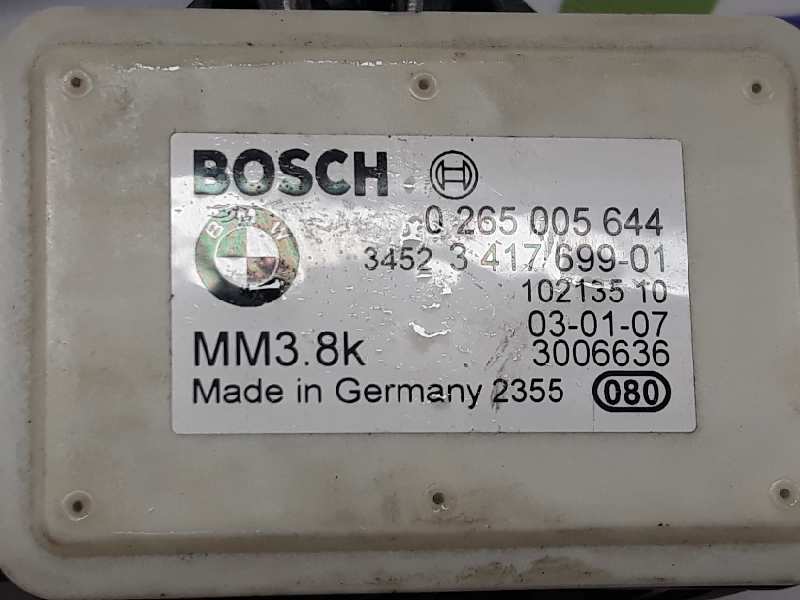 BOSCH
0 265 005 644
BMW
3452 3 417 699-01
102135 10
03-01-07
MM3.8k 3006636
Made in Germany 2355 080